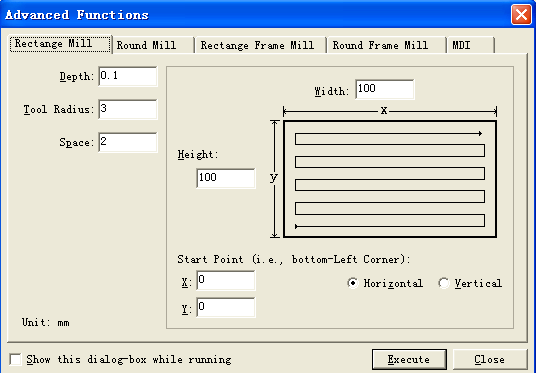 Advanced Functions
Rectange Mill Round Mill Rectange Frame Mill Round Frame Mill MDI
Depth: 0.1
Tool Radius: 3
Space: 2
Width: 100
x
Height:
100
y
Start Point (i.e., bottom-Left Corner):
X: 0
Horizontal Vertical
Y: 0
Unit: mm
Show this dialog-box while running
Execute Close